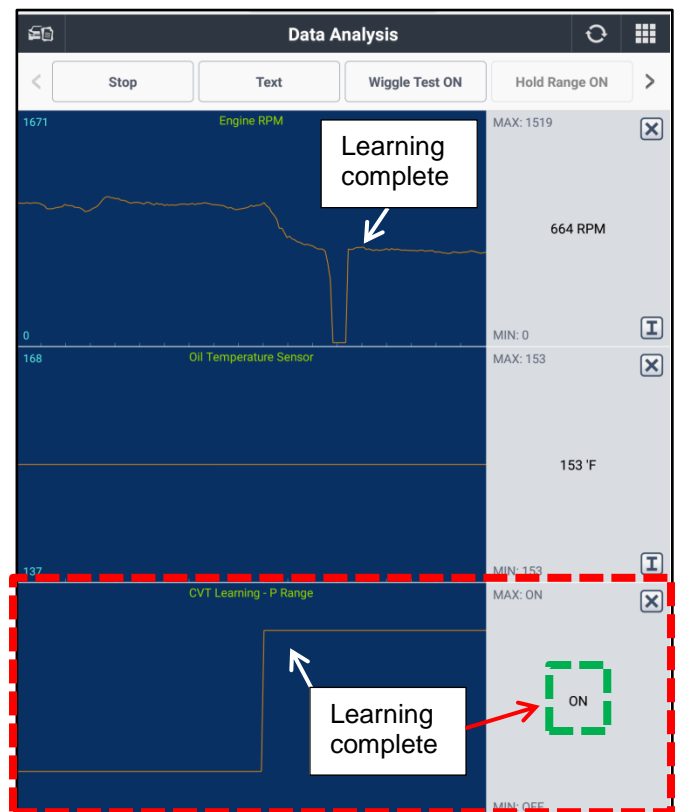 Data Analysis
<
Stop
Text
Wiggle Test ON
Hold Range ON
>
1671
Engine RPM
MAX: 1519
Learning
complete
664 RPM
0
MIN: 0
168
Oil Temperature Sensor
MAX: 153
153 'F
137
MIN: 153
CVT Learning - P Range
MAX: ON
ON
Learning
complete
MIN: OFF